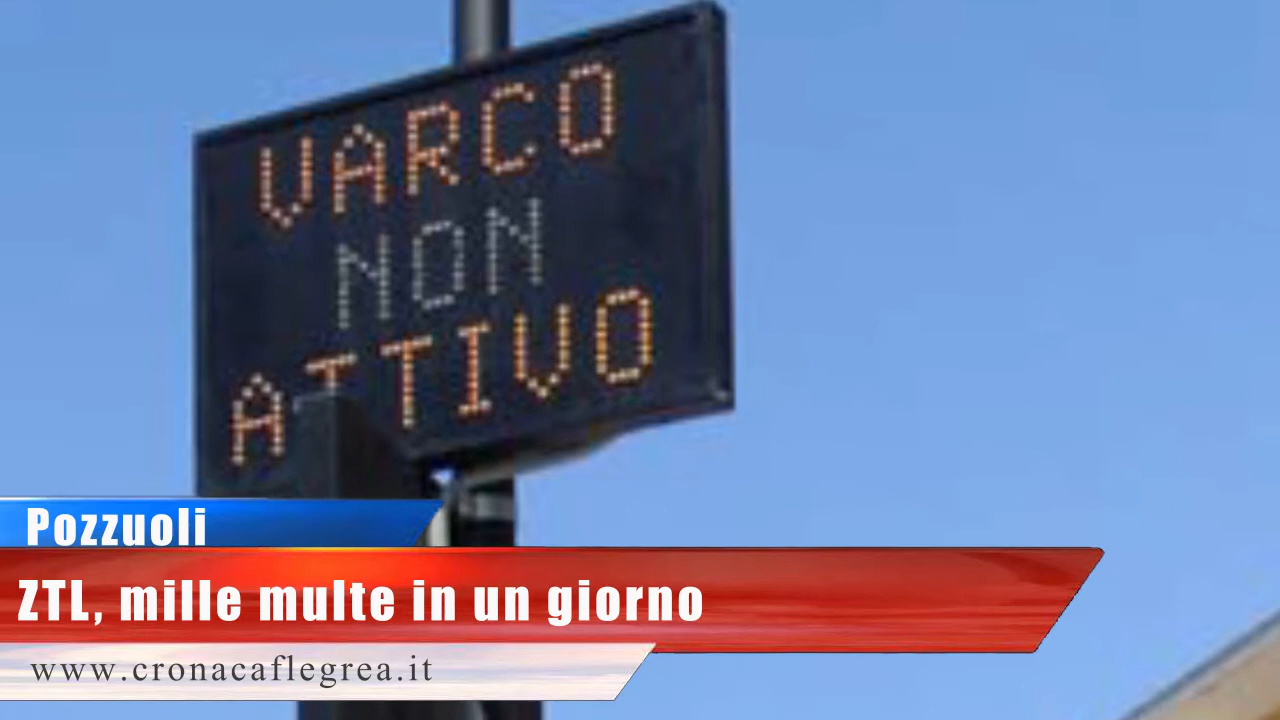 VARCO
NON
ATTIVO
Pozzuoli
ZTL, mille multe in un giorno
www.cronacaflegrea.it